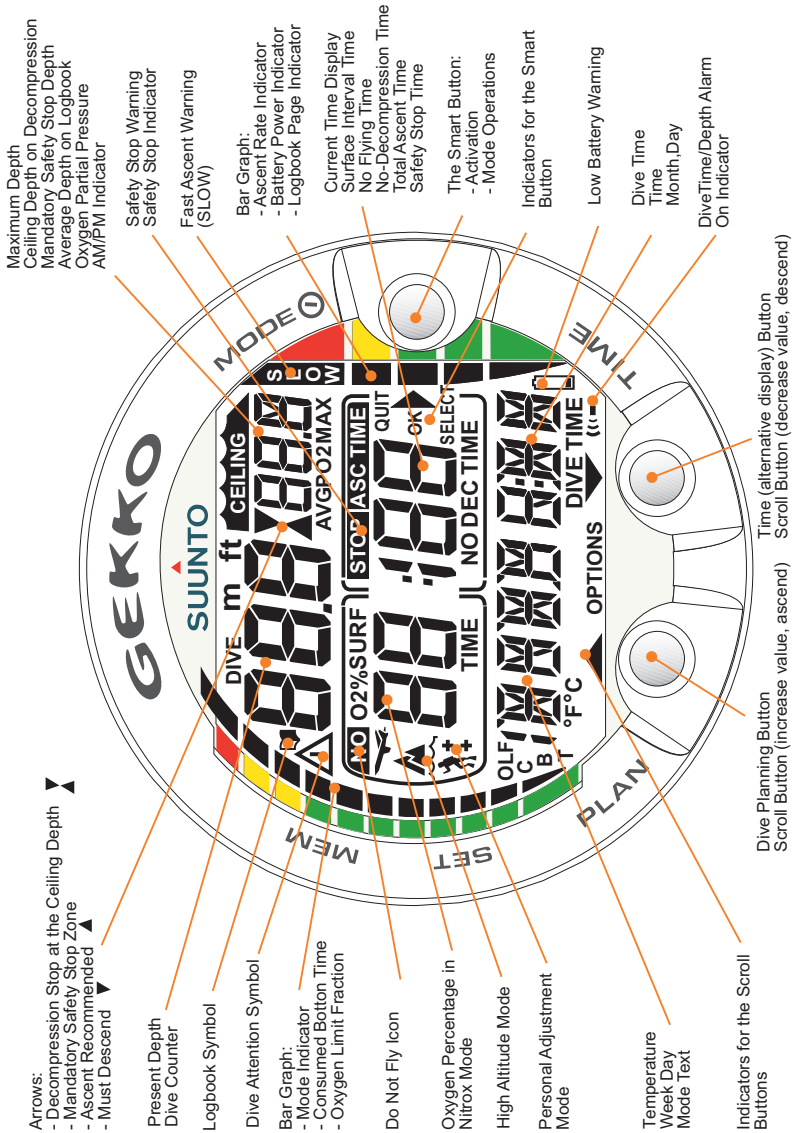 Arrows:
- Decompression Stop at the Ceiling Depth
- Mandatory Safety Stop Zone
- Ascent Recommended
- Must Descend
Present Depth
Dive Counter
Logbook Symbol
Dive Attention Symbol
Bar Graph:
- Mode Indicator
- Consumed Botton Time
- Oxygen Limit Fraction
Do Not Fly Icon
Oxygen Percentage in
Nitrox Mode
High Altitude Mode
Personal Adjustment
Mode
Temperature
Week Day
Mode Text
Indicators for the Scroll
Buttons
GEKKO
SUUNTO
MODE
MEM
SET
PLAN
TIME
DIVE m ft
CEILING
AVGPO2MAX
SLOW
NO O2%SURF
TIME
STOP ASC TIME
NO DEC TIME
QUIT
OK
SELECT
OLF
C
B
T
°F°C
OPTIONS
DIVE TIME
Maximum Depth
Ceiling Depth on Decompression
Mandatory Safety Stop Depth
Average Depth on Logbook
Oxygen Partial Pressure
AM/PM Indicator
Safety Stop Warning
Safety Stop Indicator
Fast Ascent Warning
(SLOW)
Bar Graph:
- Ascent Rate Indicator
- Battery Power Indicator
- Logbook Page Indicator
Current Time Display
Surface Interval Time
No Flying Time
No-Decompression Time
Total Ascent Time
Safety Stop Time
The Smart Button:
- Activation
- Mode Operations
Indicators for the Smart
Button
Low Battery Warning
Dive Time
Time
Month,Day
DiveTime/Depth Alarm
On Indicator
Dive Planning Button
Scroll Button (increase value, ascend)
Time (alternative display) Button
Scroll Button (decrease value, descend)